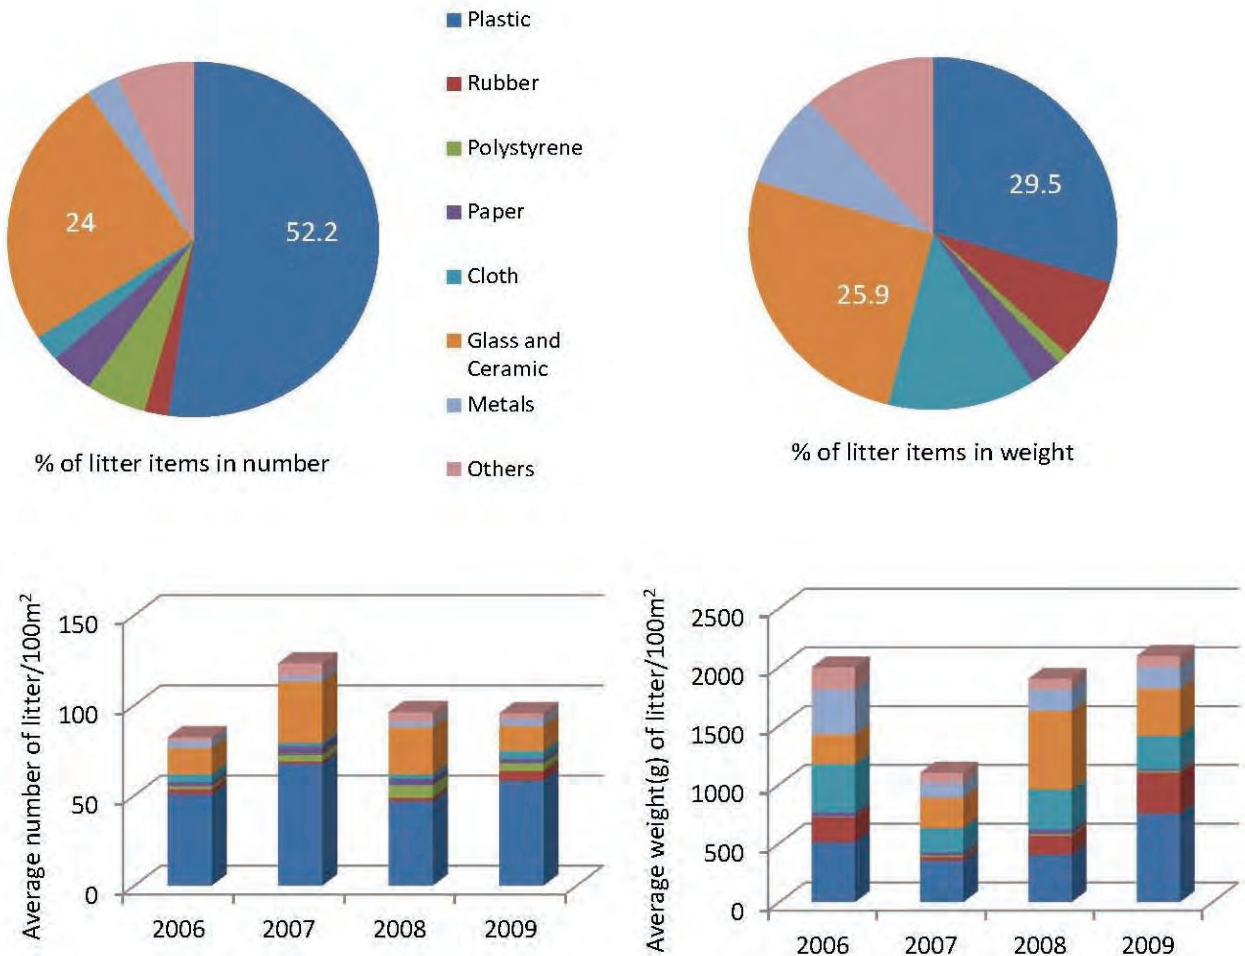 Plastic
Rubber
Polystyrene
Paper
Cloth
Glass and
Ceramic
Metals
Others
24
52.2
% of litter items in number
29.5
25.9
% of litter items in weight
Average number of litter/100m²
150
100
50
0
2006
2007
2008
2009
Average weight(g) of litter/100m²
2500
2000
1500
1000
500
0
2006
2007
2008
2009